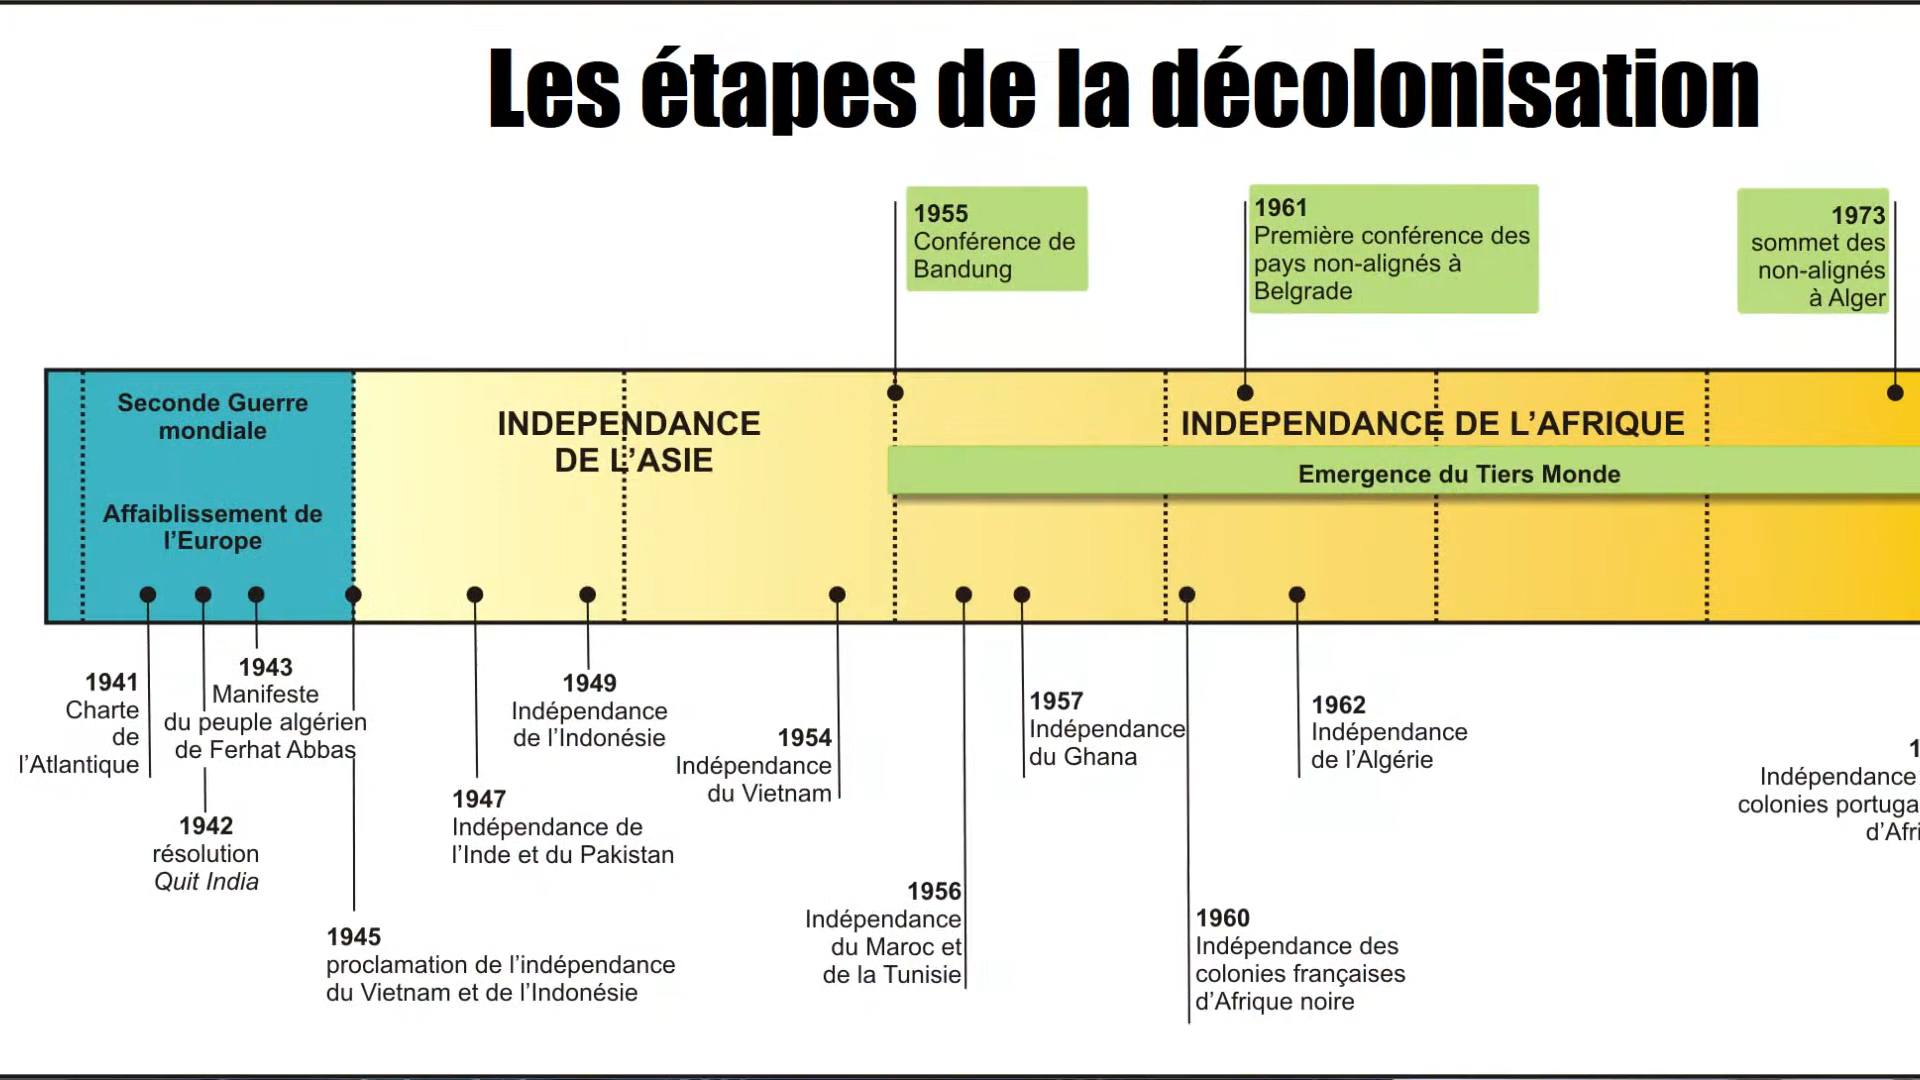 Les étapes de la décolonisation
1955
Conférence de
Bandung
1961
Première conférence des
pays non-alignés à
Belgrade
1973
sommet des
non-alignés
à Alger
Seconde Guerre
mondiale
Affaiblissement de
l’Europe
INDEPENDANCE
DE L’ASIE
INDEPENDANCE DE L’AFRIQUE
Emergence du Tiers Monde
1941
Charte
de
l’Atlantique
1942
résolution
Quit India
1943
Manifeste
du peuple algérien
de Ferhat Abbas
1945
proclamation de l’indépendance
du Vietnam et de l’Indonésie
1947
Indépendance de
l’Inde et du Pakistan
1949
Indépendance
de l’Indonésie
1954
Indépendance
du Vietnam
1956
Indépendance
du Maroc et
de la Tunisie
1957
Indépendance
du Ghana
1960
Indépendance des
colonies françaises
d’Afrique noire
1962
Indépendance
de l’Algérie
Indépendance
colonies